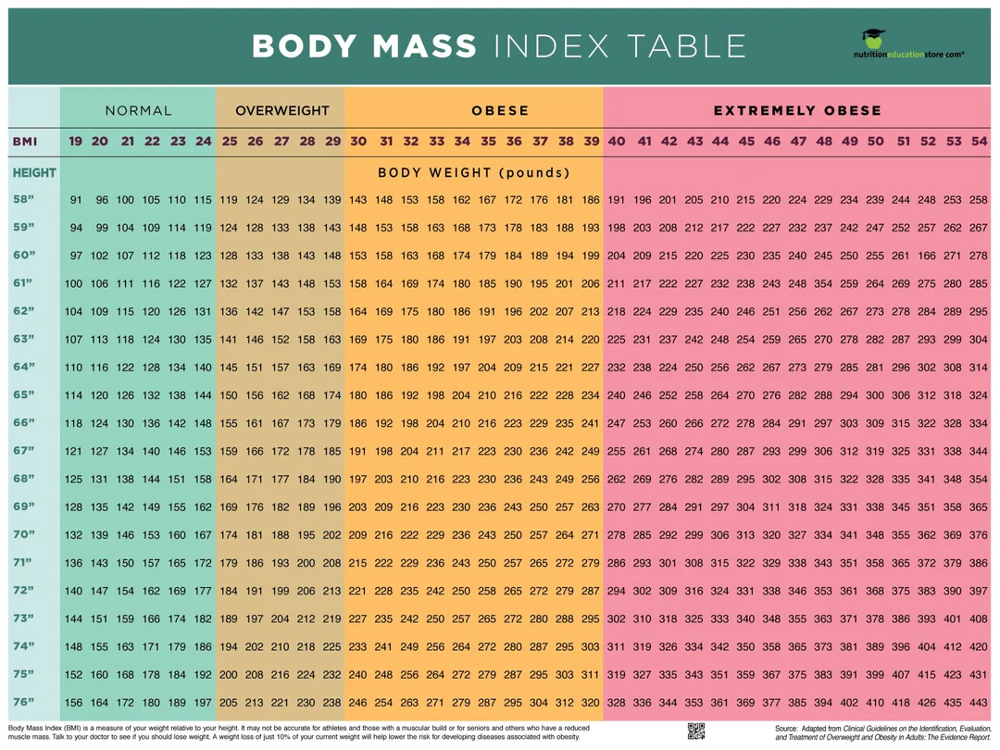 BODY MASS INDEX TABLE
nutritioneducationstore.com®
NORMAL OVERWEIGHT OBESE EXTREMELY OBESE
BMI 19 20 21 22 23 24 25 26 27 28 29 30 31 32 33 34 35 36 37 38 39 40 41 42 43 44 45 46 47 48 49 50 51 52 53 54
HEIGHT BODY WEIGHT (pounds)
58” 91 96 100 105 110 115 119 124 129 134 139 143 148 153 158 162 167 172 176 181 186 191 196 201 205 210 215 220 224 229 234 239 244 248 253 258
59” 94 99 104 109 114 119 124 128 133 138 143 148 153 158 163 168 173 178 183 188 193 198 203 208 212 217 222 227 232 237 242 247 252 257 262 267
60” 97 102 107 112 118 123 128 133 138 143 148 153 158 163 168 174 179 184 189 194 199 204 209 215 220 225 230 235 240 245 250 255 261 166 271 278
61” 100 106 111 116 122 127 132 137 143 148 153 158 164 169 174 180 185 190 195 201 206 211 217 222 227 232 238 243 248 354 259 264 269 275 280 285
62” 104 109 115 120 126 131 136 142 147 153 158 164 169 175 180 186 191 196 202 207 213 218 224 229 235 240 246 251 256 262 267 273 278 284 289 295
63” 107 113 118 124 130 135 141 146 152 158 163 169 175 180 186 191 197 203 208 214 220 225 231 237 242 248 254 259 265 270 278 282 287 293 299 304
64” 110 116 122 128 134 140 145 151 157 163 169 174 180 186 192 197 204 209 215 221 227 232 238 224 250 256 262 267 273 279 285 281 296 302 308 314
65” 114 120 126 132 138 144 150 156 162 168 174 180 186 192 198 204 210 216 222 228 234 240 246 252 258 264 270 276 282 288 294 300 306 312 318 324
66” 118 124 130 136 142 148 155 161 167 173 179 186 192 198 204 210 216 223 229 235 241 247 253 260 266 272 278 284 291 297 303 309 315 322 328 334
67” 121 127 134 140 146 153 159 166 172 178 185 191 198 204 211 217 223 230 236 242 249 255 261 268 274 280 287 293 299 306 312 319 325 331 338 344
68” 125 131 138 144 151 158 164 171 177 184 190 197 203 210 216 223 230 236 243 249 256 262 269 276 282 289 295 302 308 315 322 328 335 341 348 354
69” 128 135 142 149 155 162 169 176 182 189 196 203 209 216 223 230 236 243 250 257 263 270 277 284 291 297 304 311 318 324 331 338 345 351 358 365
70” 132 139 146 153 160 167 174 181 188 195 202 209 216 222 229 236 243 250 257 264 271 278 285 292 299 306 313 320 327 334 341 348 355 362 369 376
71” 136 143 150 157 165 172 179 186 193 200 208 215 222 229 236 243 250 257 265 272 279 286 293 301 308 315 322 329 338 343 351 358 365 372 379 386
72” 140 147 154 162 169 177 184 191 199 206 213 221 228 235 242 250 258 265 272 279 287 294 302 309 316 324 331 338 346 353 361 368 375 383 390 397
73” 144 151 159 166 174 182 189 197 204 212 219 227 235 242 250 257 265 272 280 288 295 302 310 318 325 333 340 348 355 363 371 378 386 393 401 408
74” 148 155 163 171 179 186 194 202 210 218 225 233 241 249 256 264 272 280 287 295 303 311 319 326 334 342 350 358 365 373 381 389 396 404 412 420
75” 152 160 168 178 184 192 200 208 216 224 232 240 248 256 264 272 279 287 295 303 311 319 327 335 343 351 359 367 375 383 391 399 407 415 423 431
76” 156 164 172 180 189 197 205 213 221 230 238 246 254 263 271 279 287 295 304 312 320 328 336 344 353 361 369 377 385 394 402 410 418 426 435 443
Body Mass Index (BMI) is a measure of your weight relative to your height. It may not be accurate for athletes and those with a muscular build or for seniors and others who have a reduced
muscle mass. Talk to your doctor to see if you should lose weight. A weight loss of just 10% of your current weight will help lower the risk for developing diseases associated with obesity.
Source: Adapted from Clinical Guidelines on the Identification, Evaluation,
and Treatment of Overweight and Obesity in Adults: The Evidence Report.